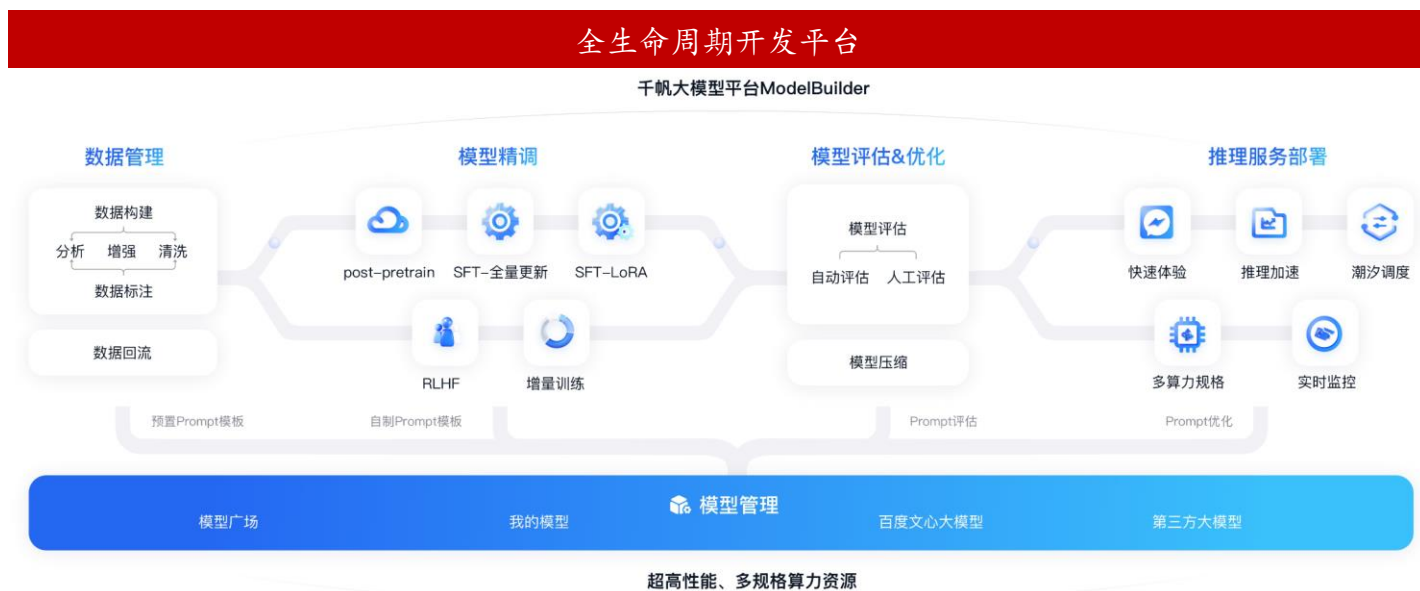 全生命周期开发平台
千帆大模型平台ModelBuilder
数据管理
数据构建
分析 增强 清洗
数据标注
数据回流
模型精调
post-pretrain SFT-全量更新 SFT-LoRA
RLHF 增量训练
模型评估&优化
模型评估
自动评估 人工评估
模型压缩
推理服务部署
快速体验 推理加速 潮汐调度
多算力规格 实时监控
预置Prompt模板 自制Prompt模板 Prompt评估 Prompt优化
模型管理
模型广场 我的模型 百度文心大模型 第三方大模型
超高性能、多规格算力资源